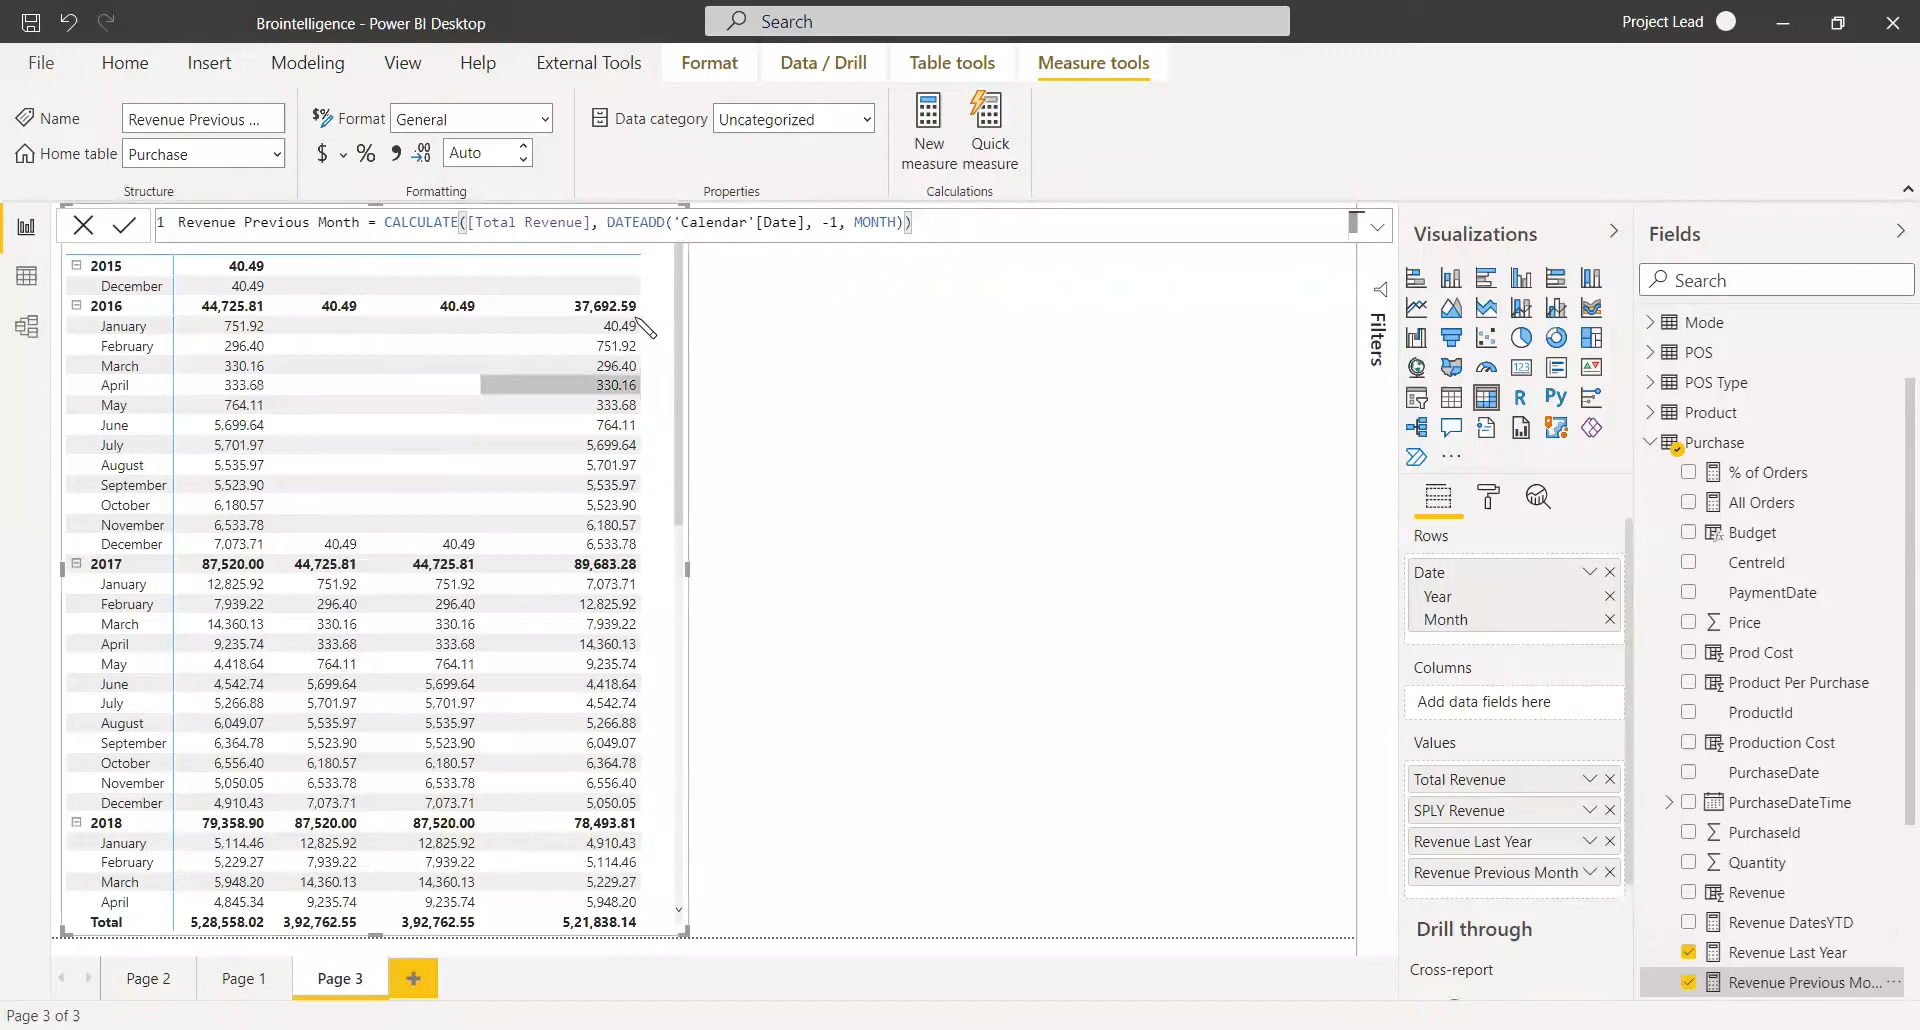 Brointelligence - Power BI Desktop
Search
Project Lead
File Home Insert Modeling View Help External Tools Format Data / Drill Table tools Measure tools
Name Revenue Previous ...
Home table Purchase
Structure
$% Format General
$ % , .00 →.0 Auto
Formatting
Data category Uncategorized
Properties
New measure
Quick measure
Calculations
1 Revenue Previous Month = CALCULATE([Total Revenue], DATEADD('Calendar'[Date], -1, MONTH))
2015 40.49
December 40.49
2016 44,725.81 40.49 40.49 37,692.59
January 751.92 40.49
February 296.40 751.92
March 330.16 296.40
April 333.68 330.16
May 764.11 333.68
June 5,699.64 764.11
July 5,701.97 5,699.64
August 5,535.97 5,701.97
September 5,523.90 5,535.97
October 6,180.57 5,523.90
November 6,533.78 6,180.57
December 7,073.71 40.49 40.49 6,533.78
2017 87,520.00 44,725.81 44,725.81 89,683.28
January 12,825.92 751.92 751.92 7,073.71
February 7,939.22 296.40 296.40 12,825.92
March 14,360.13 330.16 330.16 7,939.22
April 9,235.74 333.68 333.68 14,360.13
May 4,418.64 764.11 764.11 9,235.74
June 4,542.74 5,699.64 5,699.64 4,418.64
July 5,266.88 5,701.97 5,701.97 4,542.74
August 6,049.07 5,535.97 5,535.97 5,266.88
September 6,364.78 5,523.90 5,523.90 6,049.07
October 6,556.40 6,180.57 6,180.57 6,364.78
November 5,050.05 6,533.78 6,533.78 6,556.40
December 4,910.43 7,073.71 7,073.71 5,050.05
2018 79,358.90 87,520.00 87,520.00 78,493.81
January 5,114.46 12,825.92 12,825.92 4,910.43
February 5,229.27 7,939.22 7,939.22 5,114.46
March 5,948.20 14,360.13 14,360.13 5,229.27
April 4,845.34 9,235.74 9,235.74 5,948.20
Total 5,28,558.02 3,92,762.55 3,92,762.55 5,21,838.14
Filters
Visualizations
123
R Py
...
Rows
Date
Year
Month
Columns
Add data fields here
Values
Total Revenue
SPLY Revenue
Revenue Last Year
Revenue Previous Month
Drill through
Cross-report
Fields
Search
Mode
POS
POS Type
Product
Purchase
% of Orders
All Orders
Budget
CentreId
PaymentDate
Price
Prod Cost
Product Per Purchase
ProductId
Production Cost
PurchaseDate
PurchaseDateTime
PurchaseId
Quantity
Revenue
Revenue DatesYTD
Revenue Last Year
Revenue Previous Mo... ...
Page 2 Page 1 Page 3 +
Page 3 of 3